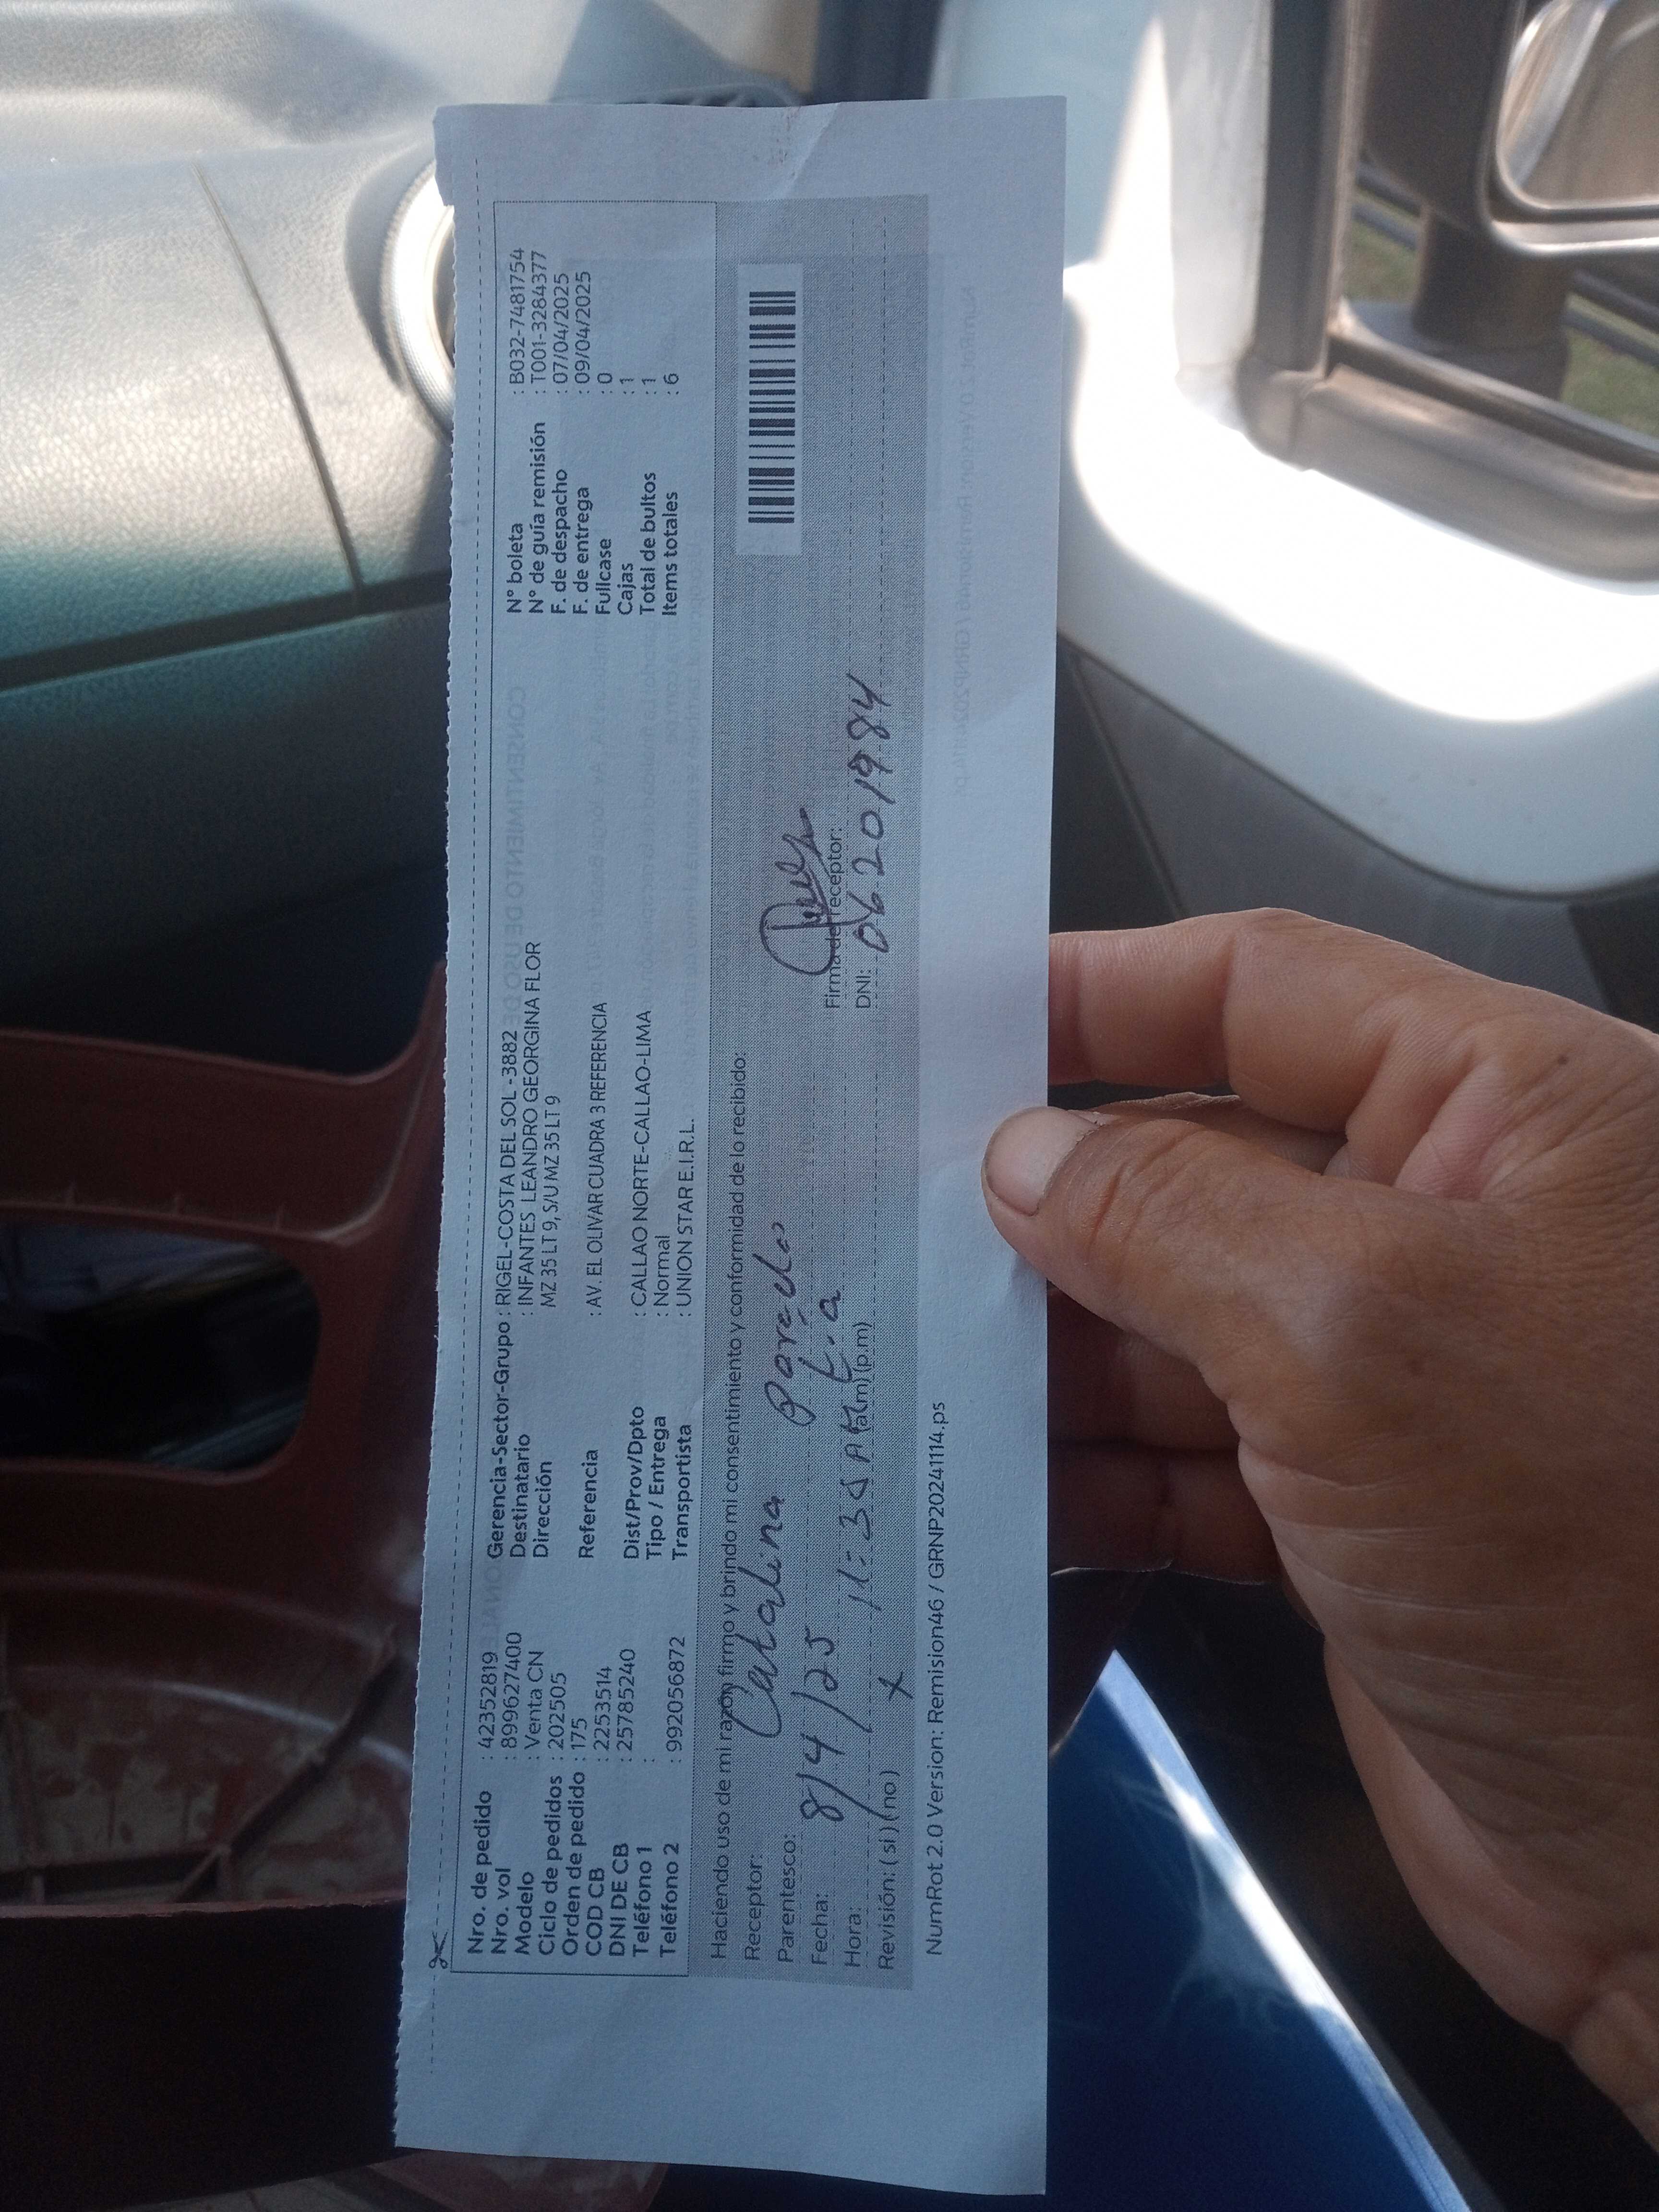 Nro. de pedido : 42352819 Gerencia-Sector-Grupo : RIGEL-COSTA DEL SOL -3882 N° boleta : B032-7481754
Nro. vol : 899627400 Destinatario : INFANTES LEANDRO GEORGINA FLOR N° de guía remisión : T001-3284377
Modelo : Venta CN Dirección MZ 35 LT 9, S/U MZ 35 LT 9 F. de despacho : 07/04/2025
Ciclo de pedidos : 202505 F. de entrega : 09/04/2025
Orden de pedido : 175 Referencia : AV. EL OLIVAR CUADRA 3 REFERENCIA Fullcase : 0
COD CB : 2253514 Cajas : 1
DNI DE CB : 25785240 Dist/Prov/Dpto : CALLAO NORTE-CALLAO-LIMA Total de bultos : 1
Teléfono 1 : Tipo / Entrega : Normal Items totales : 6
Teléfono 2 : 992056872 Transportista : UNION STAR E.I.R.L.
Haciendo uso de mi razón firmo y brindo mi consentimiento y conformidad de lo recibido:
Receptor: Catalina
Parentesco:
Fecha: 8/4/25 Firma del receptor:
Hora: 11:35 AM (a.m) (p.m) DNI: 06201984
Revisión: ( si ) ( no ) X
NumRot 2.0 Version: Remision46 / GRNP20241114.ps